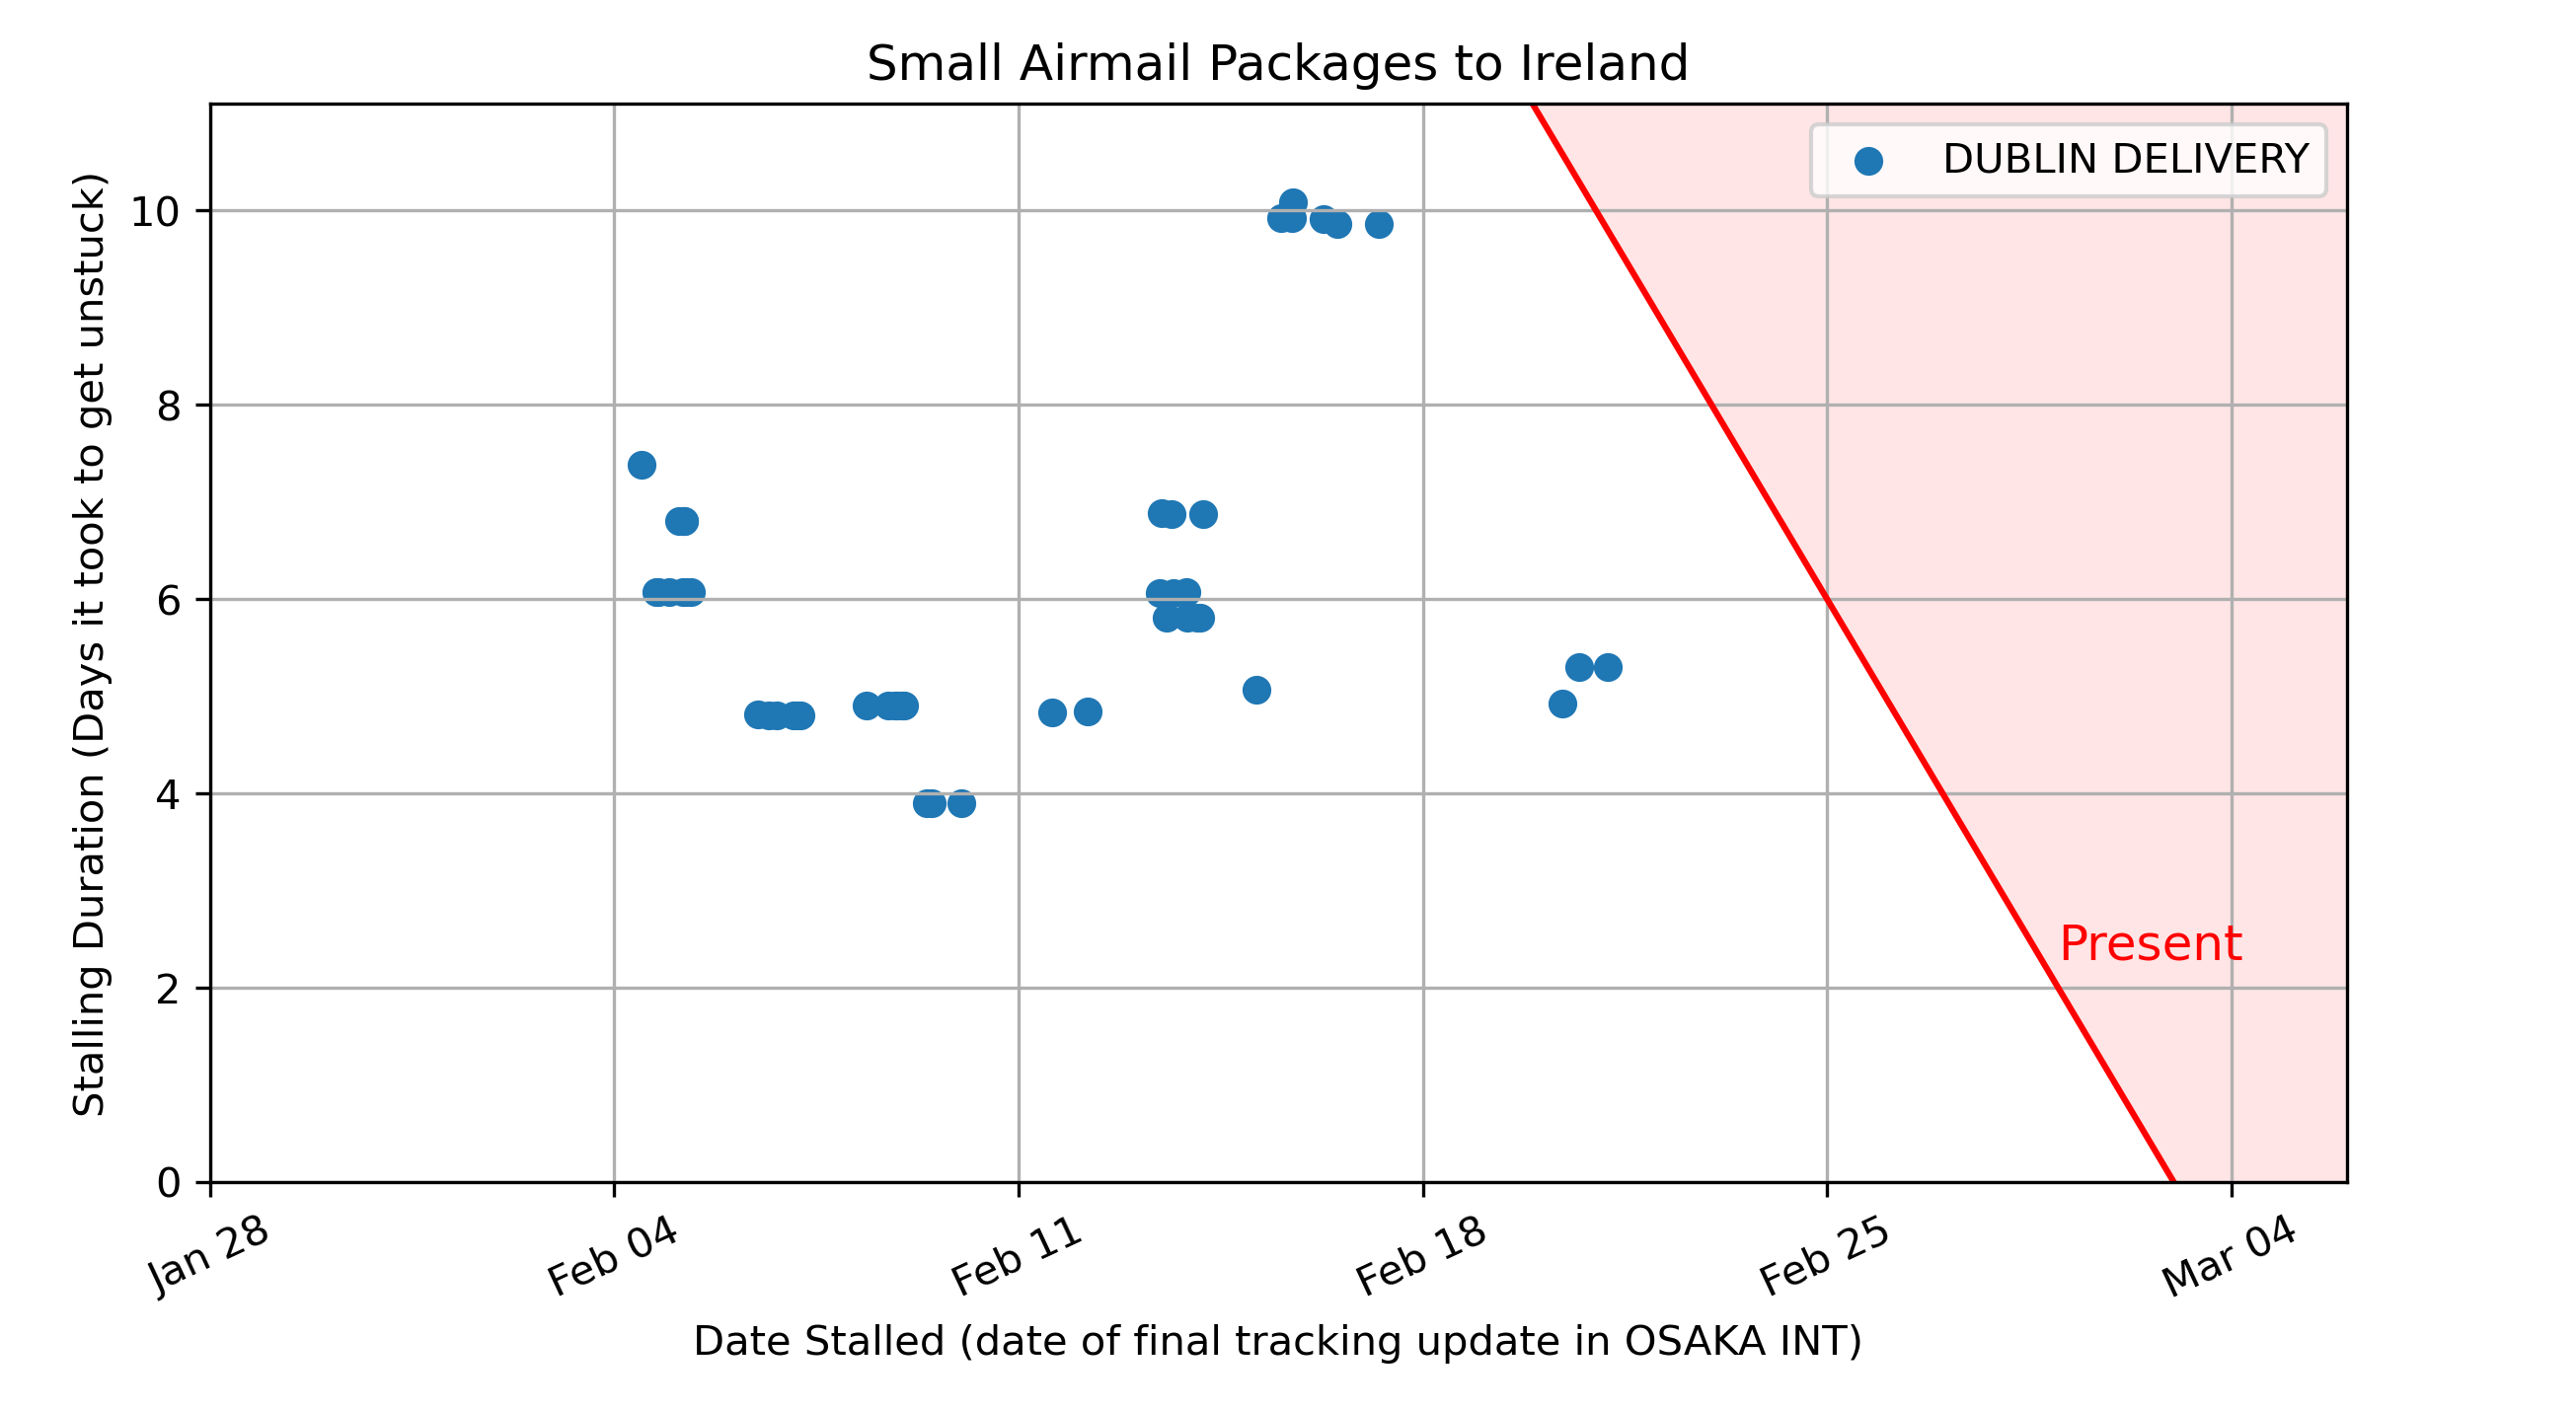 Small Airmail Packages to Ireland
DUBLIN DELIVERY
Stalling Duration (Days it took to get unstuck)
10
8
6
4
2
0
Present
Jan 28
Feb 04
Feb 11
Feb 18
Feb 25
Mar 04
Date Stalled (date of final tracking update in OSAKA INT)